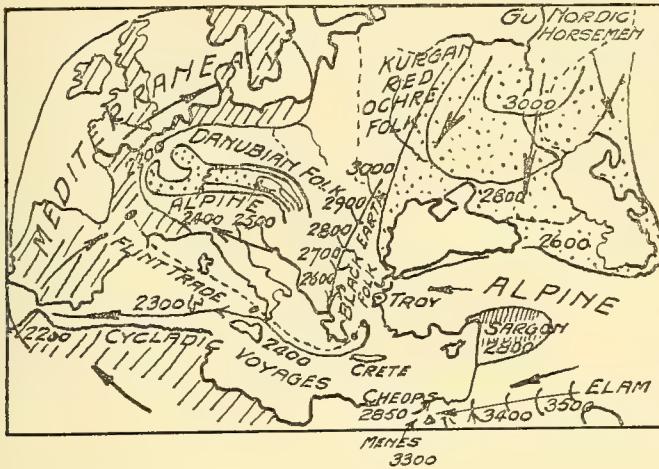 GU NORDIC
HORSEMEN
KURGAN
RED
OCHRE
FOLK
3000
MEDITERRANEAN
DANUBIAN FOLK
ALPINE
2400 2500
3000
2900
2800
2700
2600
BLACK EARTH
FOLK
2800
2600
FLINT TRADE
TROY
ALPINE
SARGON
2800
2300
2200
CYCLADIC
VOYAGES
2400
CRETE
CHEOPS
2850
ELAM
3400
3500
MENES
3300